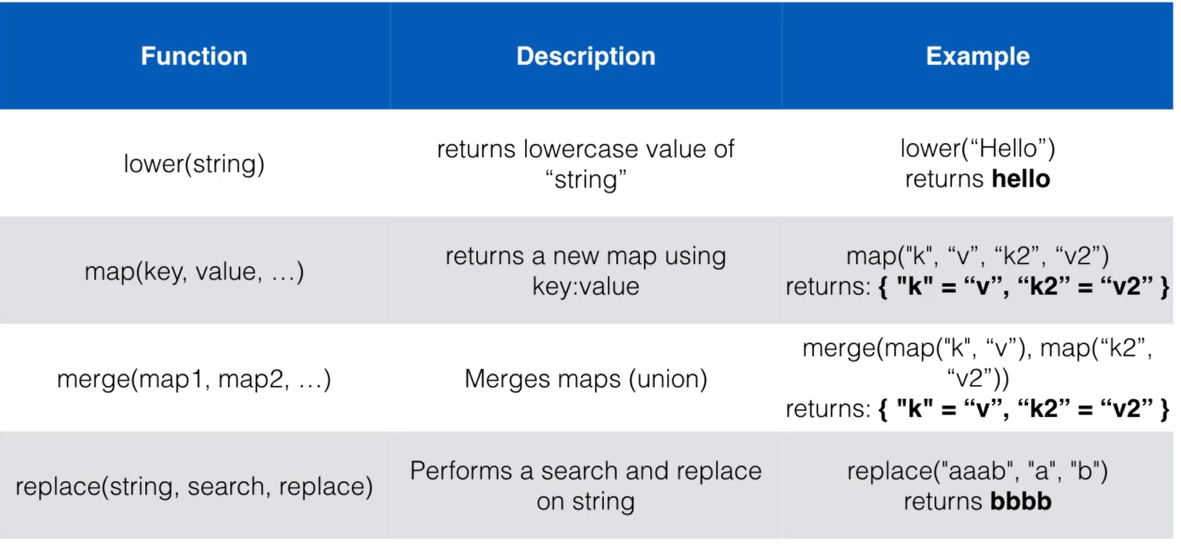 Function Description Example
lower(string)
returns lowercase value of
“string”
lower(“Hello”)
returns hello
map(key, value, …)
returns a new map using
key:value
map("k", “v”, “k2”, “v2”)
returns: { "k" = “v”, “k2” = “v2” }
merge(map1, map2, …)
Merges maps (union)
merge(map("k", “v”), map(“k2”,
“v2”))
returns: { "k" = “v”, “k2” = “v2” }
replace(string, search, replace)
Performs a search and replace
on string
replace("aaab", "a", "b")
returns bbbb